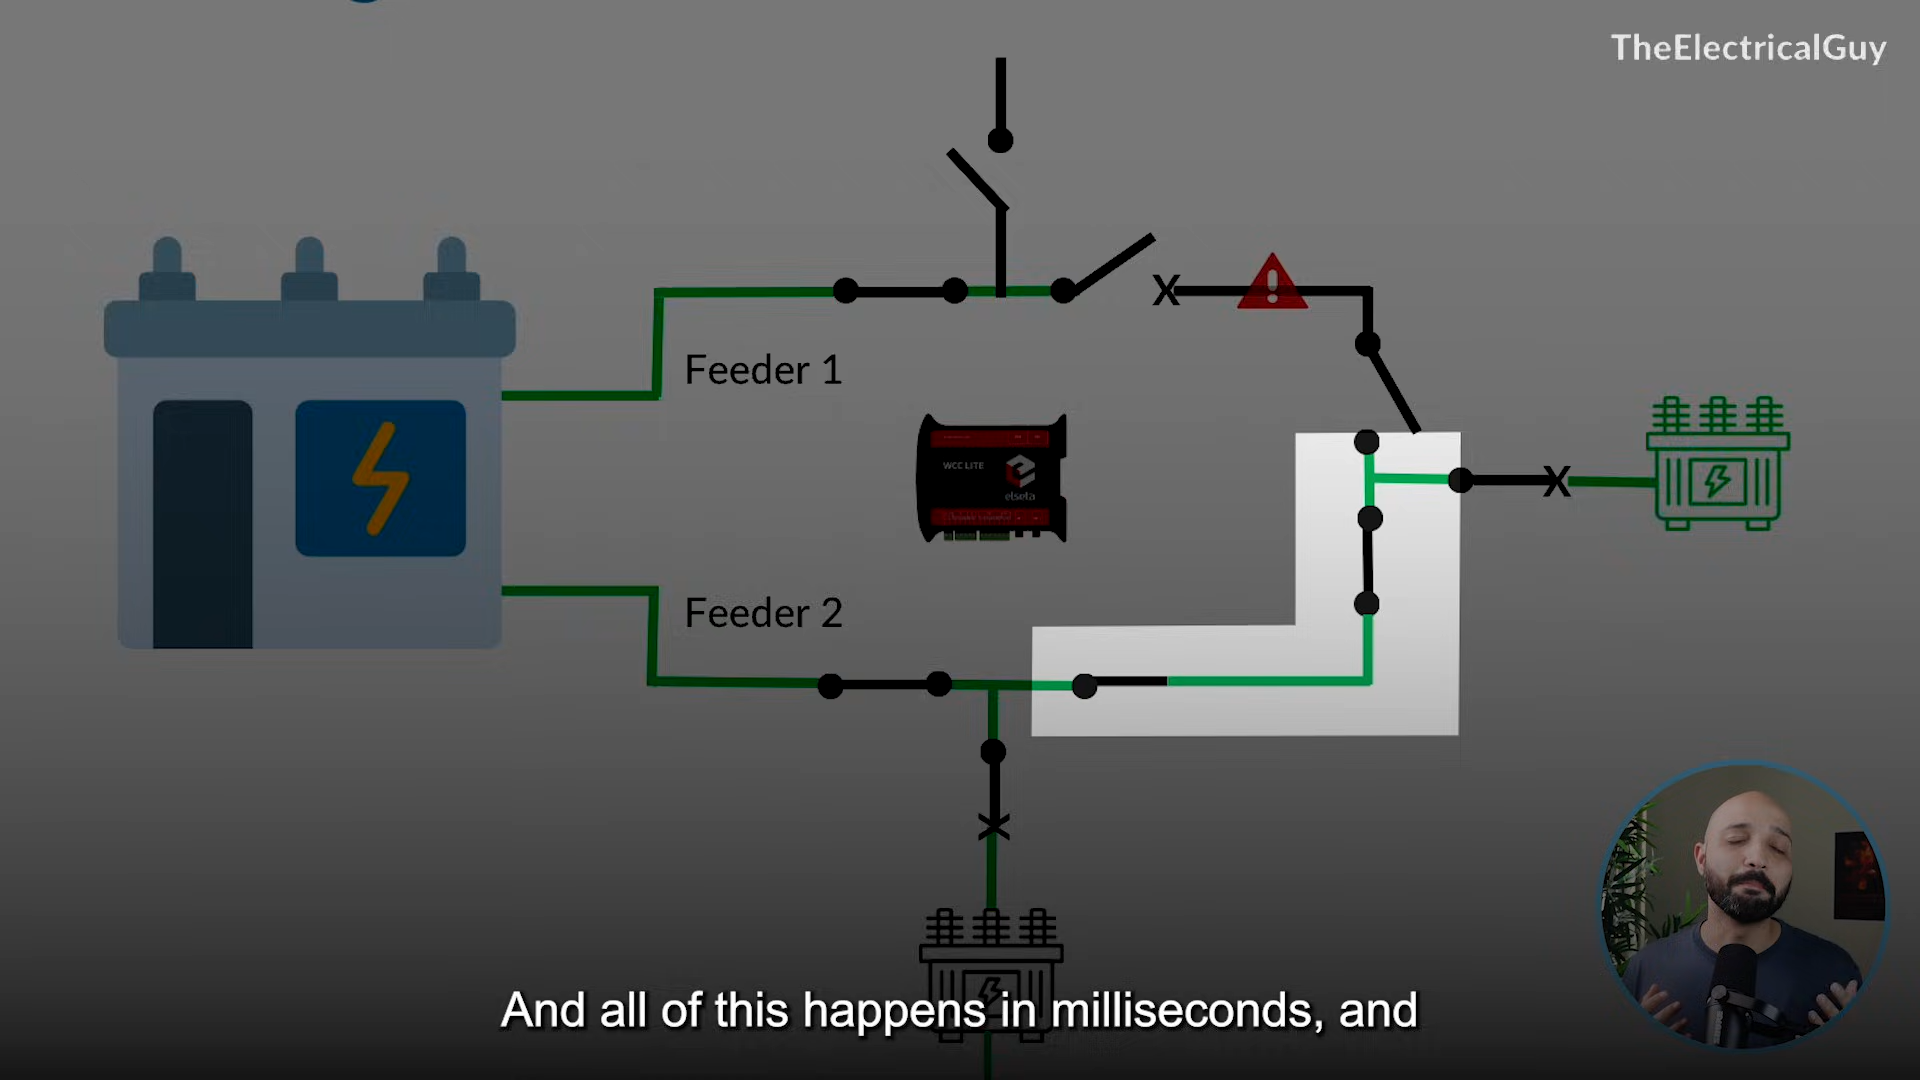 TheElectricalGuy
Feeder 1
WCC LITE
elseta
Feeder 2
And all of this happens in milliseconds, and